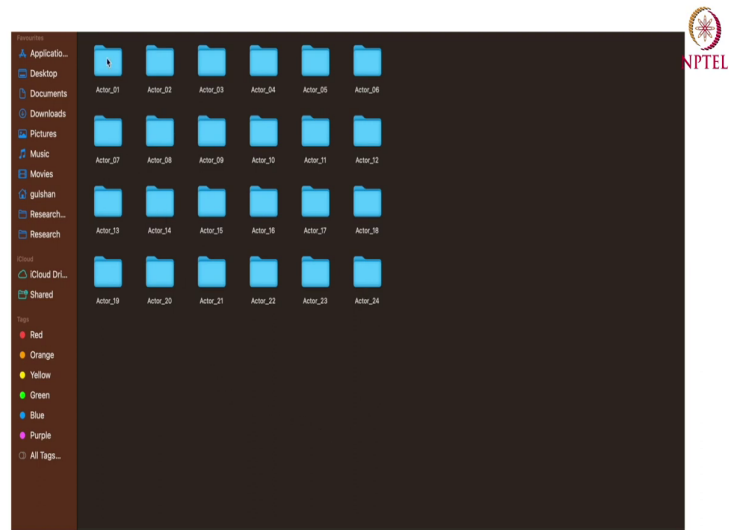 Favourites
Applicatio...
Desktop
Documents
Downloads
Pictures
Music
Movies
gulshan
Research...
Research
iCloud
iCloud Dri...
Shared
Tags
Red
Orange
Yellow
Green
Blue
Purple
All Tags...
Actor_01 Actor_02 Actor_03 Actor_04 Actor_05 Actor_06
Actor_07 Actor_08 Actor_09 Actor_10 Actor_11 Actor_12
Actor_13 Actor_14 Actor_15 Actor_16 Actor_17 Actor_18
Actor_19 Actor_20 Actor_21 Actor_22 Actor_23 Actor_24
NPTEL